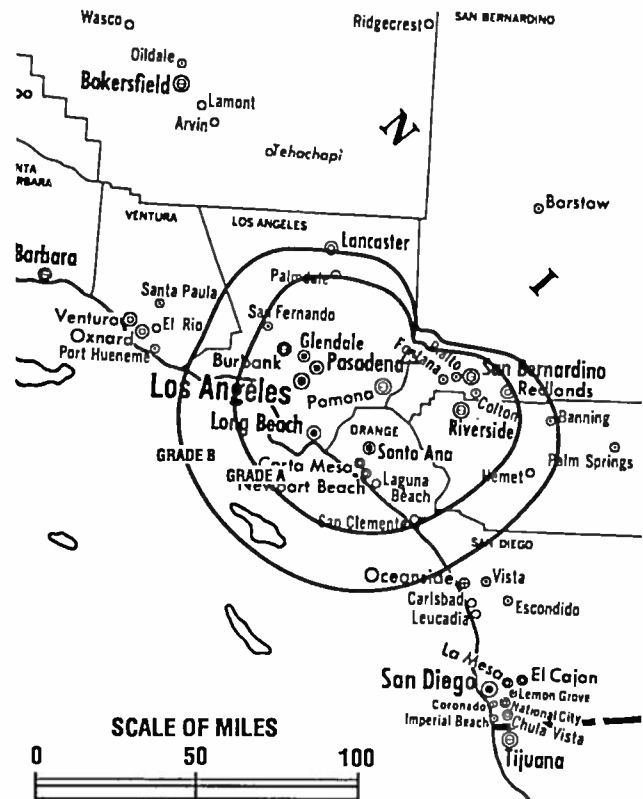 Wasco
Ridgecrest
SAN BERNARDINO
Oildale
Bakersfield
Lamont
Arvin
N
Tehachapi
NTA
RBARA
VENTURA
LOS ANGELES
Barstow
Barbara
Lancaster
I
Palmdale
Santa Paula
San Fernando
Ventura
El Rio
Oxnard
Port Hueneme
Glendale
Burbank
Pasadena
Fontana
Rialto
San Bernardino
Redlands
Los Angeles
Pomona
Colton
Long Beach
ORANGE
Riverside
Banning
GRADE B
Santa Ana
Palm Springs
GRADE A
Costa Mesa
Newport Beach
Laguna
Beach
Hemet
San Clemente
SAN DIEGO
Oceanside
Vista
Carlsbad
Escondido
Leucadia
La Mesa
El Cajon
San Diego
Lemon Grove
Coronado
National City
Imperial Beach
Chula Vista
Tijuana
SCALE OF MILES
0 50 100